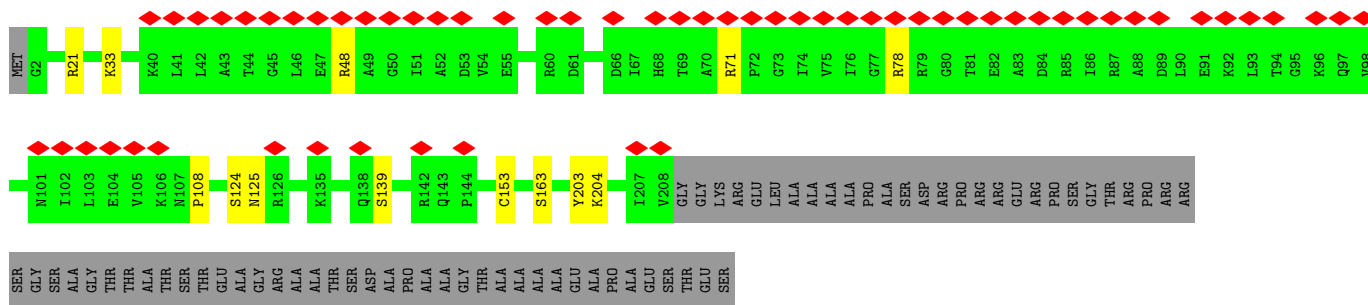 MET G2 R21 K33 K40 L41 L42 A43 T44 G45 L46 E47 R48 A49 G50 I51 A52 D53 V54 E55 R60 D61 D66 I67 H68 T69 A70 R71 P72 G73 I74 V75 I76 G77 R78 R79 G80 T81 E82 A83 D84 R85 I86 R87 A88 D89 L90 E91 K92 L93 T94 G95 K96 Q97 V98
N101 I102 L103 E104 V105 K106 N107 P108 S124 N125 R126 K135 Q138 S139 R142 Q143 P144 C153 S163 Y203 K204 I207 V208 GLY GLY LYS ARG GLU LEU ALA ALA ALA ALA PRO ALA SER ASP ARG PRO ARG ARG GLU ARG PRO SER GLY THR ARG PRO ARG ARG
SER GLY SER ALA GLY THR THR ALA THR SER THR GLU ALA GLY ARG ALA ALA THR SER ASP ALA PRO ALA ALA GLY THR ALA ALA ALA ALA GLU ALA PRO ALA GLU SER THR GLU SER